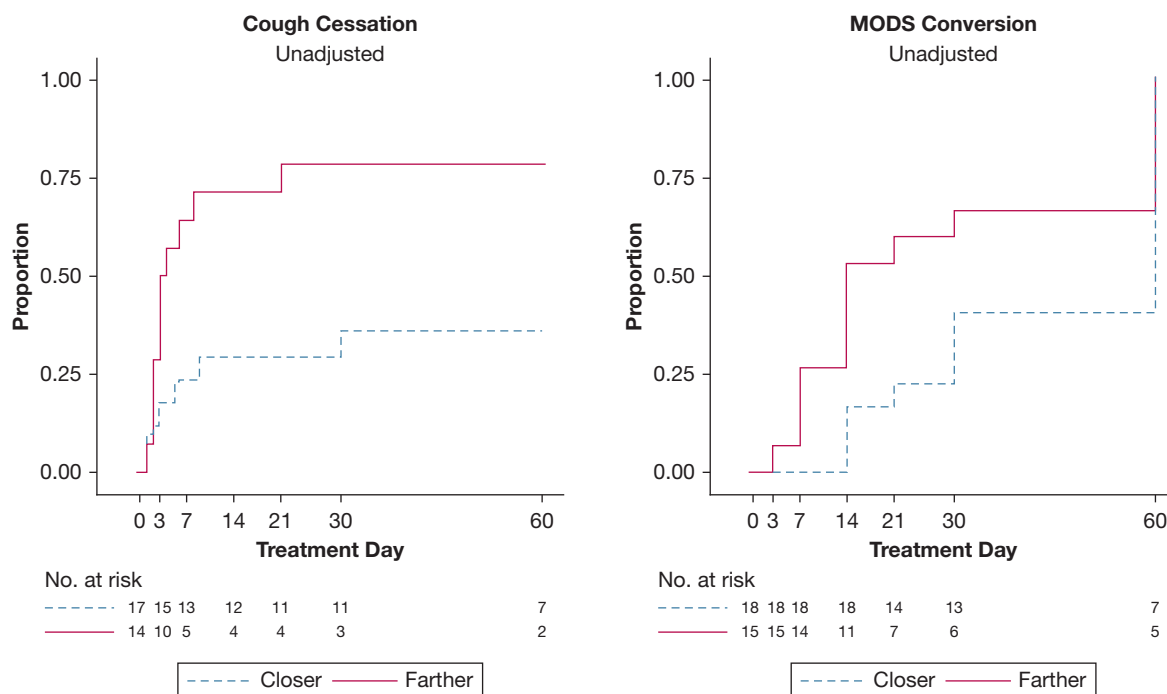 Cough Cessation
Unadjusted
1.00
0.75
0.50
0.25
0.00
Proportion
0 3 7 14 21 30 60
Treatment Day
No. at risk
17 15 13 12 11 11 7
14 10 5 4 4 3 2
Closer Farther
MODS Conversion
Unadjusted
1.00
0.75
0.50
0.25
0.00
Proportion
0 3 7 14 21 30 60
Treatment Day
No. at risk
18 18 18 18 14 13 7
15 15 14 11 7 6 5
Closer Farther